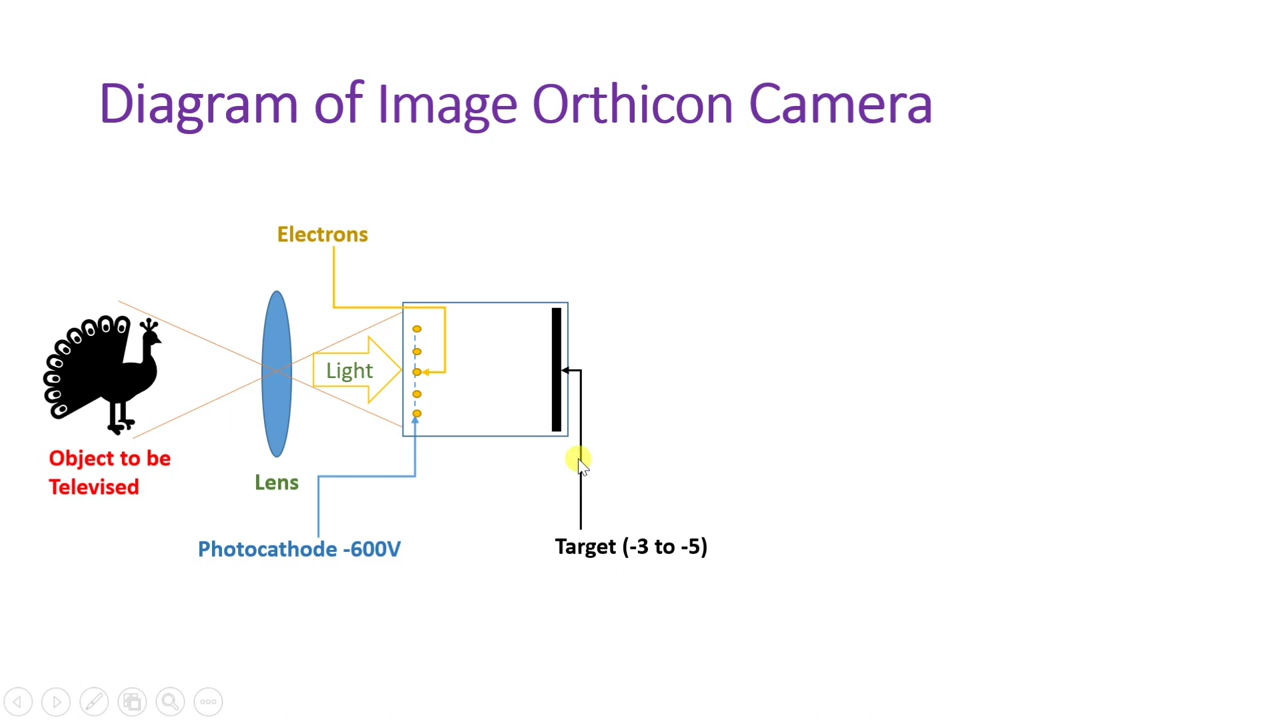 Diagram of Image Orthicon Camera
Electrons
Light
Object to be
Televised
Lens
Photocathode -600V
Target (-3 to -5)